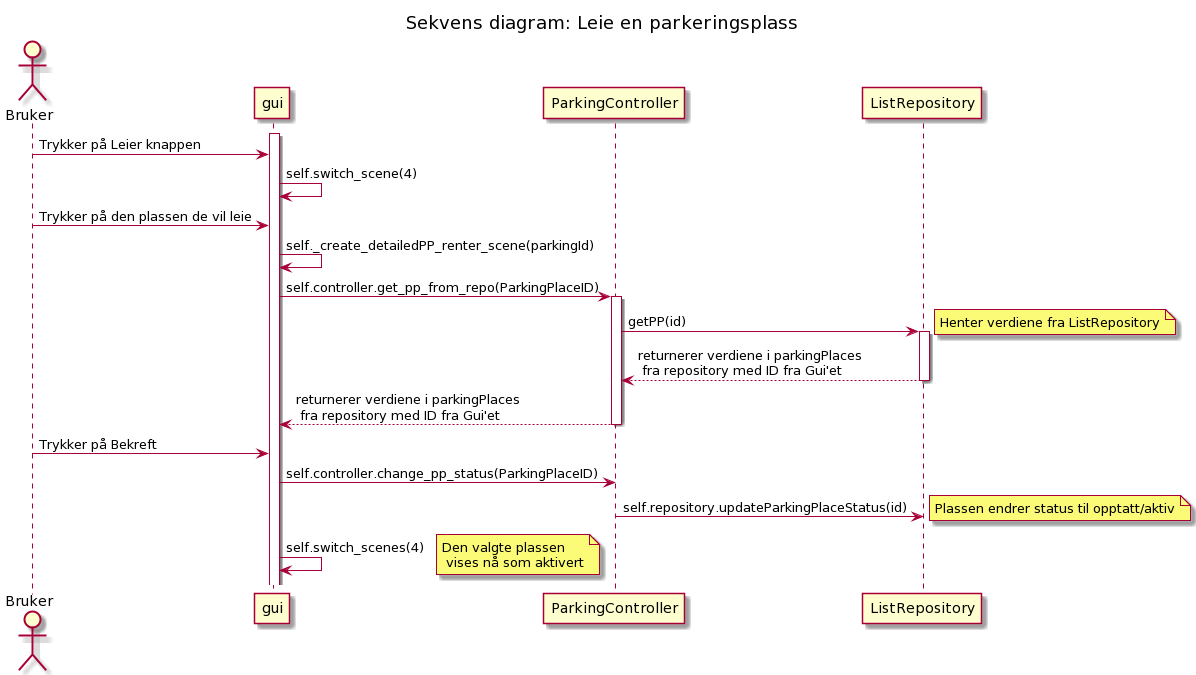 Sekvens diagram: Leie en parkeringsplass
Bruker
gui
ParkingController
ListRepository
Trykker på Leier knappen
self.switch_scene(4)
Trykker på den plassen de vil leie
self._create_detailedPP_renter_scene(parkingId)
self.controller.get_pp_from_repo(ParkingPlaceID)
getPP(id)
Henter verdiene fra ListRepository
returnerer verdiene i parkingPlaces
fra repository med ID fra Gui'et
returnerer verdiene i parkingPlaces
fra repository med ID fra Gui'et
Trykker på Bekreft
self.controller.change_pp_status(ParkingPlaceID)
self.repository.updateParkingPlaceStatus(id)
Plassen endrer status til opptatt/aktiv
self.switch_scenes(4)
Den valgte plassen
vises nå som aktivert
Bruker
gui
ParkingController
ListRepository